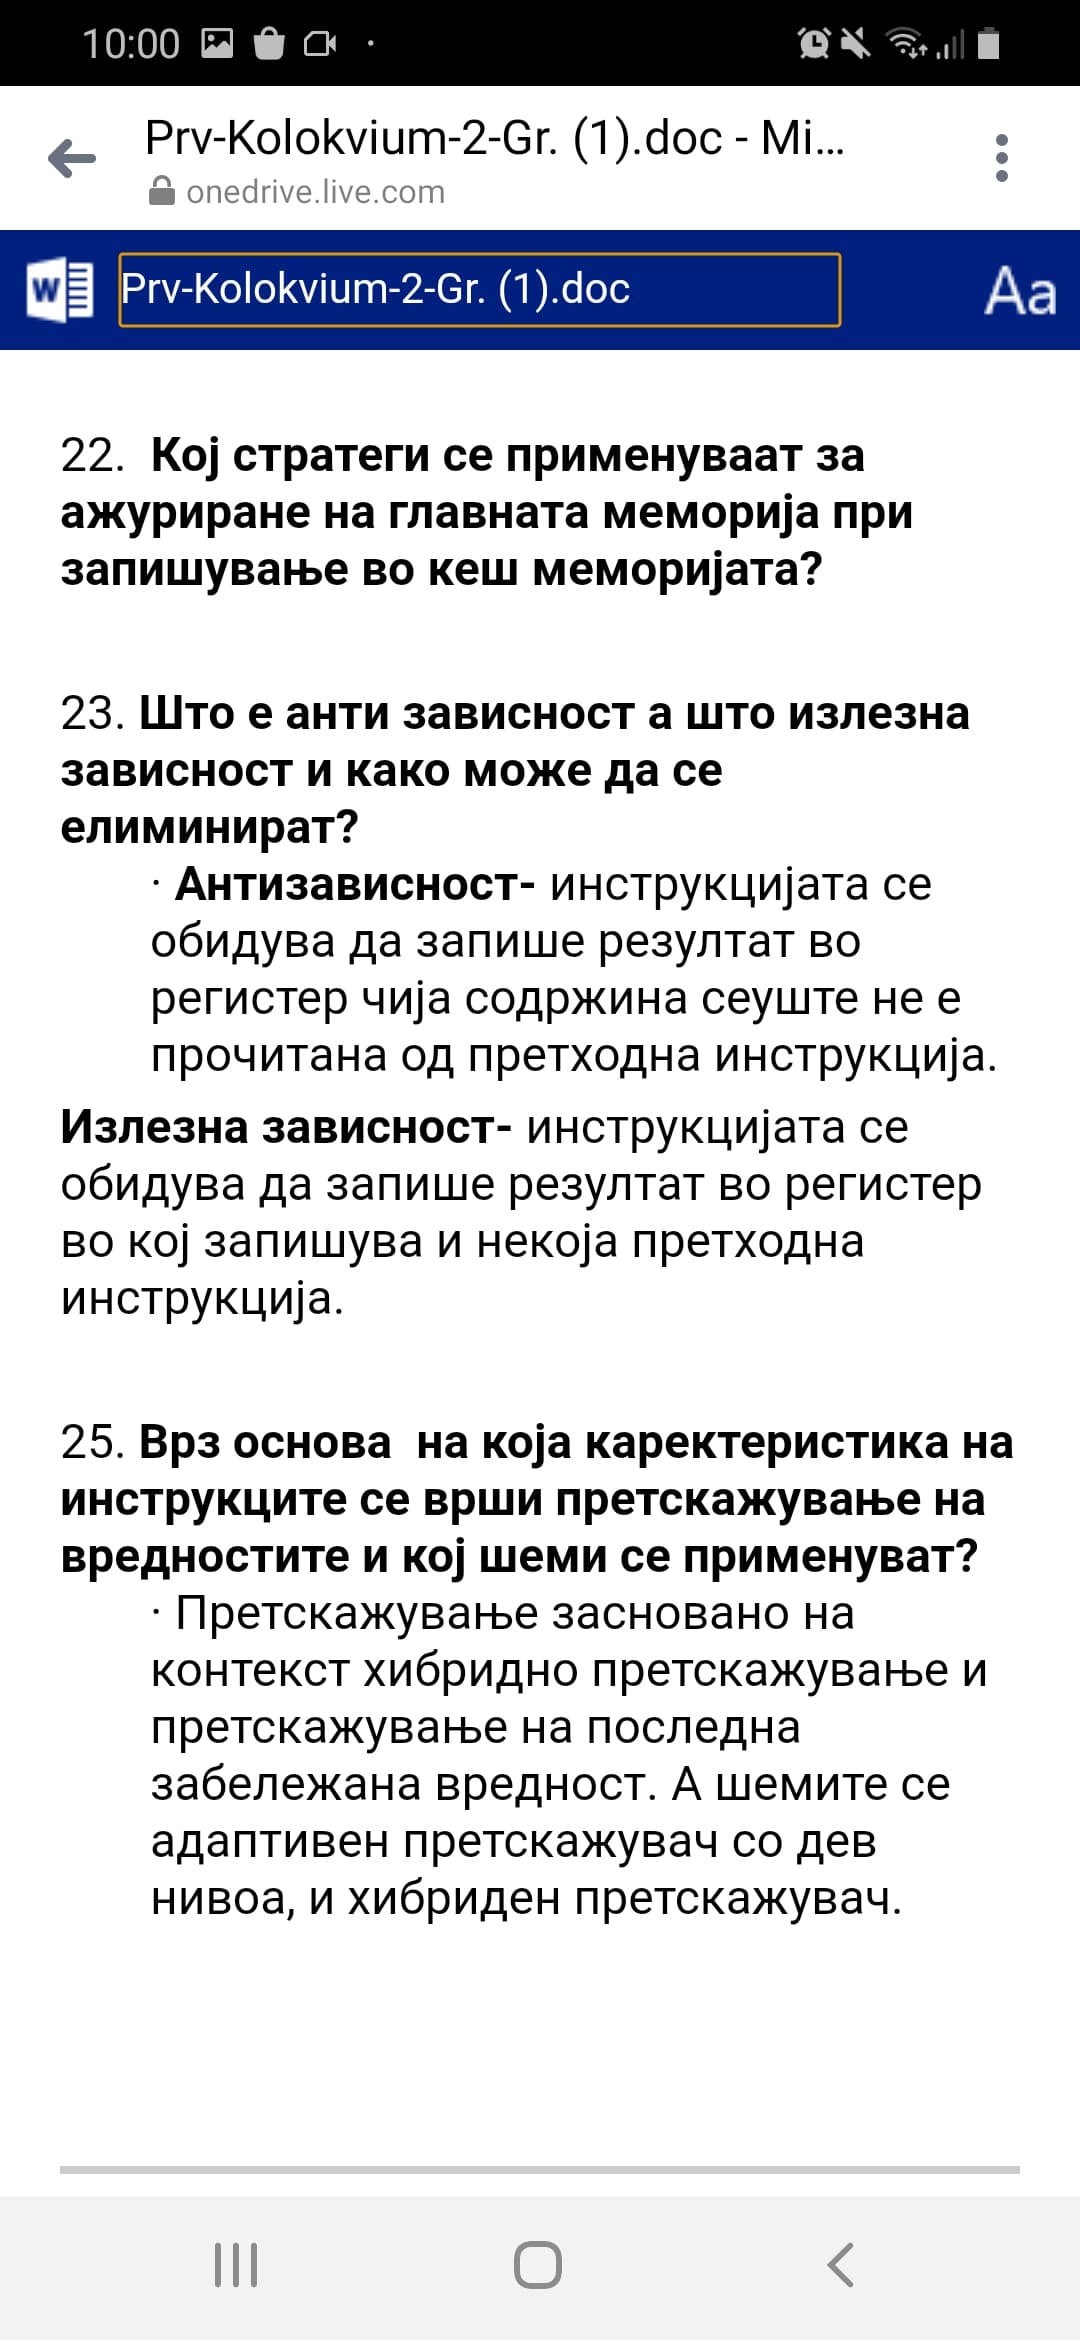 10:00
Prv-Kolokvium-2-Gr. (1).doc - Mi...
onedrive.live.com
W Prv-Kolokvium-2-Gr. (1).doc Aa
22. Кој стратеги се применуваат за
ажурирање на главната меморија при
запишување во кеш меморијата?
23. Што е анти зависност а што излезна
зависност и како може да се
елиминират?
· Антизависност- инструкцијата се
обидува да запише резултат во
регистер чија содржина сеуште не е
прочитана од претходна инструкција.
Излезна зависност- инструкцијата се
обидува да запише резултат во регистер
во кој запишува и некоја претходна
инструкција.
25. Врз основа на која каректеристика на
инструкците се врши претскажување на
вредностите и кој шеми се применуват?
· Претскажување засновано на
контекст хибридно претскажување и
претскажување на последна
забележана вредност. А шемите се
адаптивен претскажувач со дев
нивоа, и хибриден претскажувач.